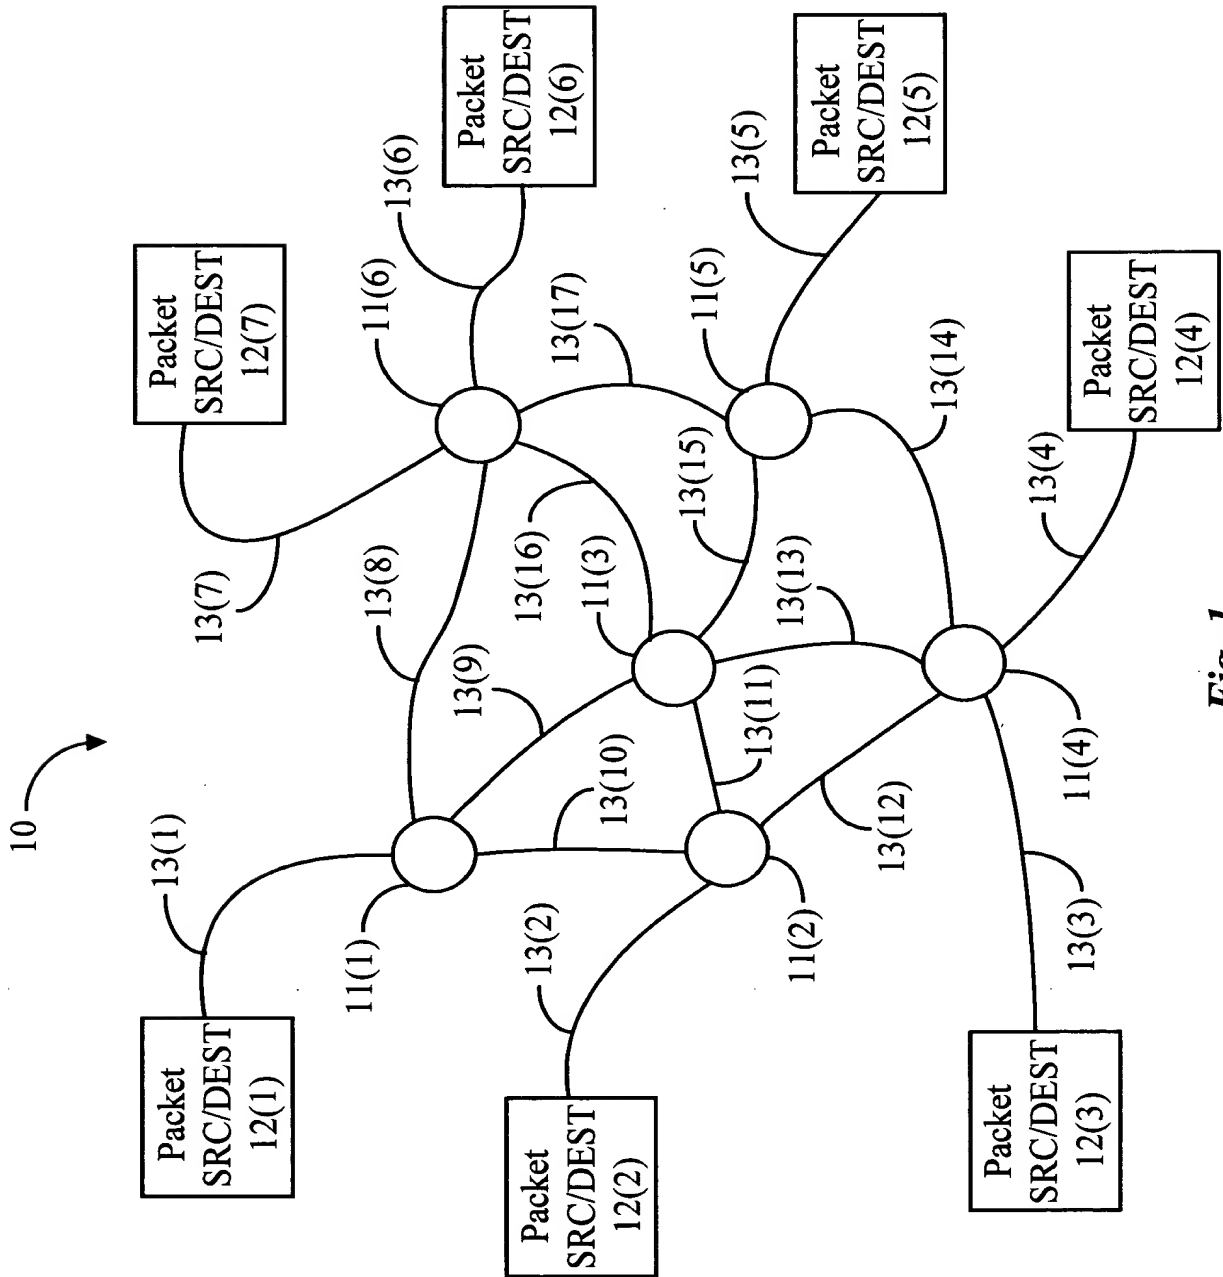 10
13(1)
Packet
SRC/DEST
12(1)
Packet
SRC/DEST
12(7)
13(7)
11(1)
13(8)
11(6)
13(6)
Packet
SRC/DEST
12(6)
13(9)
Packet
SRC/DEST
12(2)
13(2)
13(16)
13(17)
11(3)
13(10)
13(15)
11(5)
13(5)
13(11)
13(13)
11(2)
Packet
SRC/DEST
12(5)
13(12)
13(14)
Packet
SRC/DEST
12(3)
13(4)
11(4)
13(3)
Packet
SRC/DEST
12(4)
Fig. 1